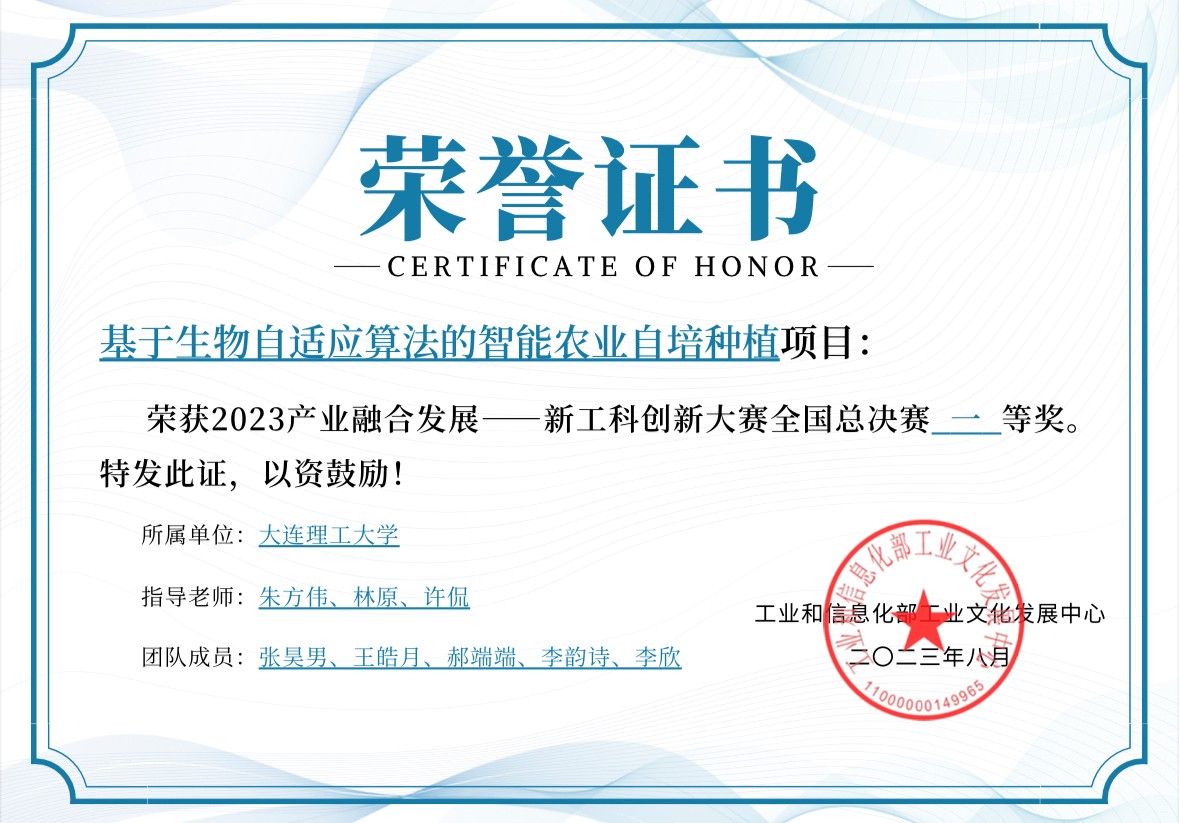 荣誉证书
CERTIFICATE OF HONOR
基于生物自适应算法的智能农业自培种植项目：
荣获2023产业融合发展——新工科创新大赛全国总决赛 一 等奖。
特发此证，以资鼓励！
所属单位：大连理工大学
指导老师：朱方伟、林原、许侃
团队成员：张昊男、王皓月、郝端端、李韵诗、李欣
工业和信息化部工业文化发展中心
二〇二三年八月
工业和信息化部工业文化发展中心
11000000149965